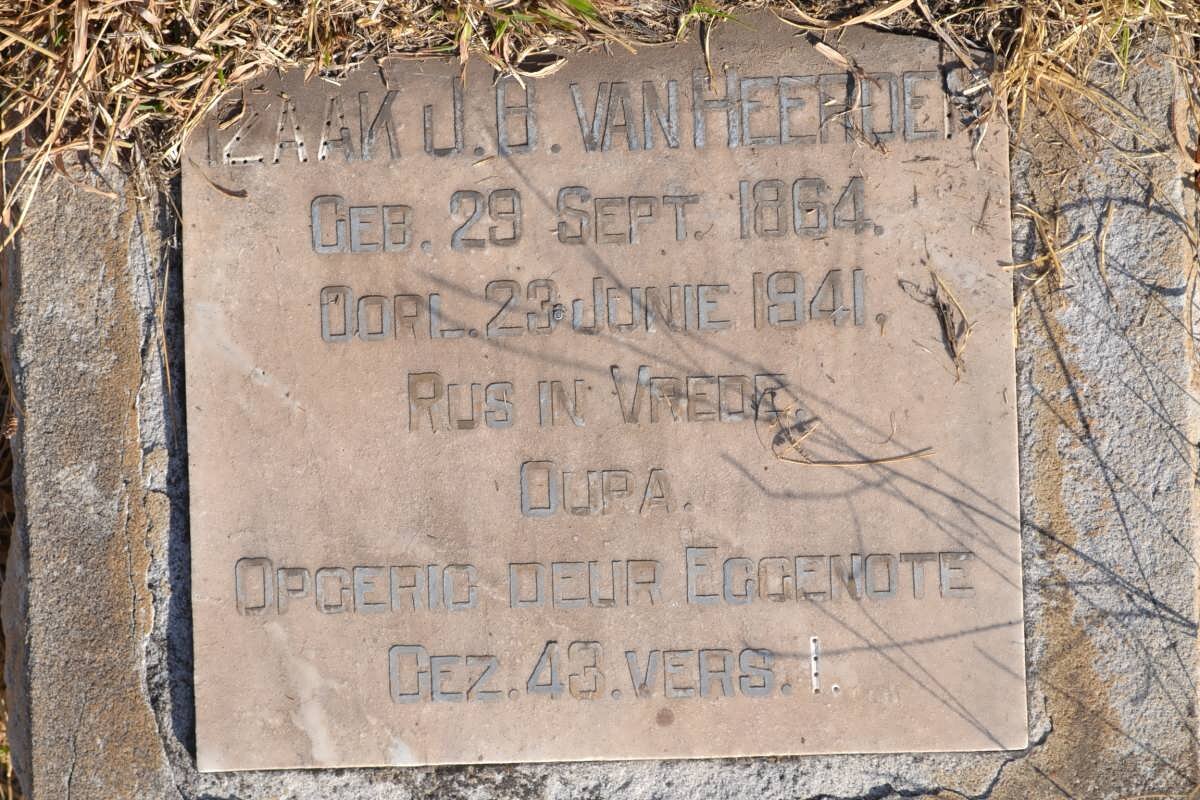 IZAAK J.B. VAN HEERDEN
GEB. 29 SEPT. 1864.
OORL. 23 JUNIE 1941.
RUS IN VREDE.
OUPA.
OPGERIG DEUR EGGENOTE
GEZ. 43. VERS. 1.